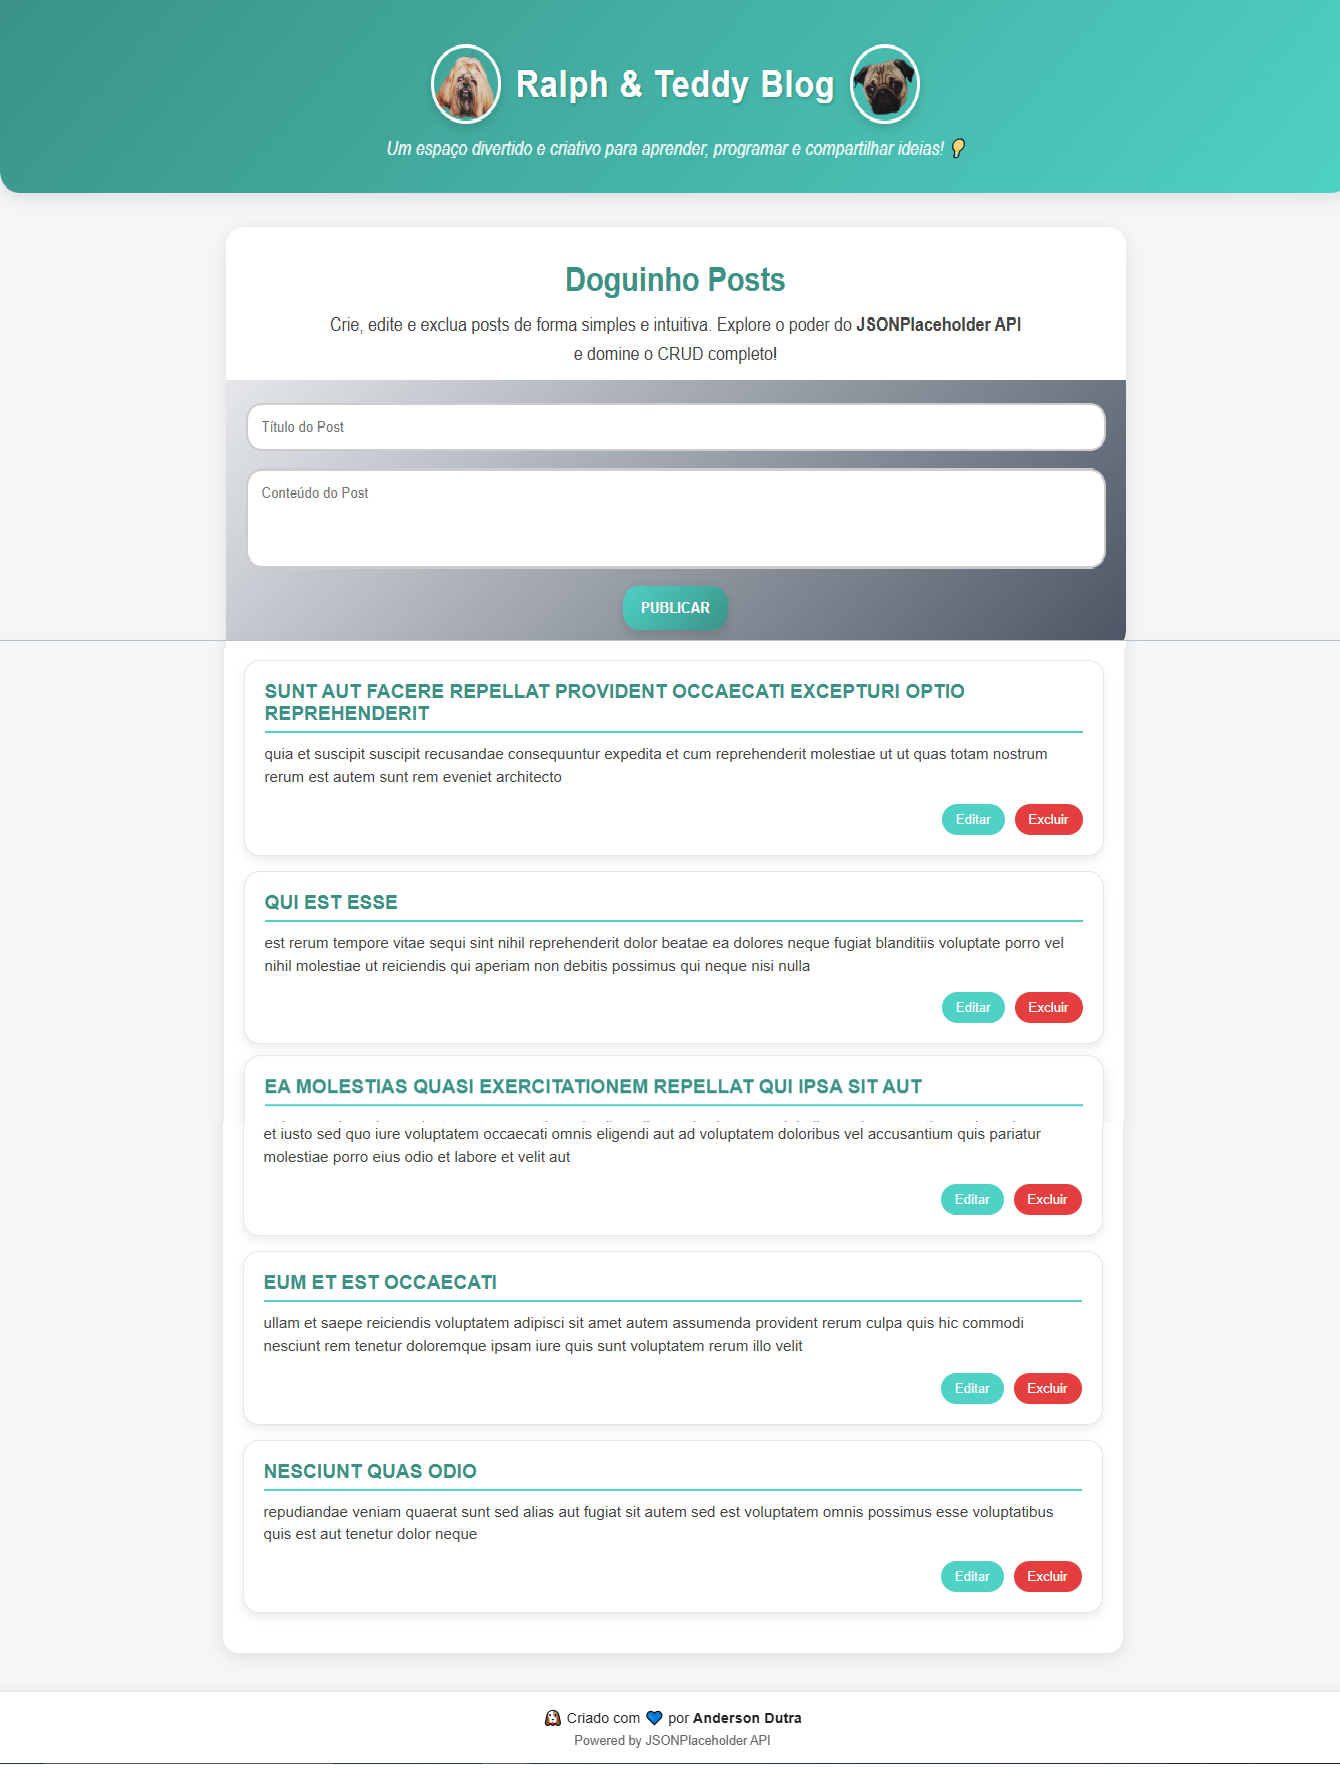 Ralph & Teddy Blog
Um espaço divertido e criativo para aprender, programar e compartilhar ideias!
Doguinho Posts
Crie, edite e exclua posts de forma simples e intuitiva. Explore o poder do JSONPlaceholder API
e domine o CRUD completo!
Título do Post
Conteúdo do Post
PUBLICAR
SUNT AUT FACERE REPELLAT PROVIDENT OCCAECATI EXCEPTURI OPTIO
REPREHENDERIT
quia et suscipit suscipit recusandae consequuntur expedita et cum reprehenderit molestiae ut ut quas totam nostrum
rerum est autem sunt rem eveniet architecto
Editar Excluir
QUI EST ESSE
est rerum tempore vitae sequi sint nihil reprehenderit dolor beatae ea dolores neque fugiat blanditiis voluptate porro vel
nihil molestiae ut reiciendis qui aperiam non debitis possimus qui neque nisi nulla
Editar Excluir
EA MOLESTIAS QUASI EXERCITATIONEM REPELLAT QUI IPSA SIT AUT
et iusto sed quo iure voluptatem occaecati omnis eligendi aut ad voluptatem doloribus vel accusantium quis pariatur
molestiae porro eius odio et labore et velit aut
Editar Excluir
EUM ET EST OCCAECATI
ullam et saepe reiciendis voluptatem adipisci sit amet autem assumenda provident rerum culpa quis hic commodi
nesciunt rem tenetur doloremque ipsam iure quis sunt voluptatem rerum illo velit
Editar Excluir
NESCIUNT QUAS ODIO
repudiandae veniam quaerat sunt sed alias aut fugiat sit autem sed est voluptatem omnis possimus esse voluptatibus
quis est aut tenetur dolor neque
Editar Excluir
Criado com 💙 por Anderson Dutra
Powered by JSONPlaceholder API